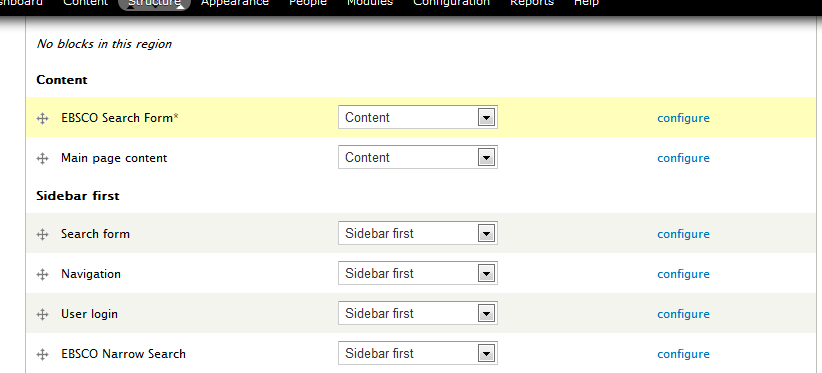 shboard Content Structure Appearance People Modules Configuration Reports Help
No blocks in this region
Content
EBSCO Search Form* Content configure
Main page content Content configure
Sidebar first
Search form Sidebar first configure
Navigation Sidebar first configure
User login Sidebar first configure
EBSCO Narrow Search Sidebar first configure